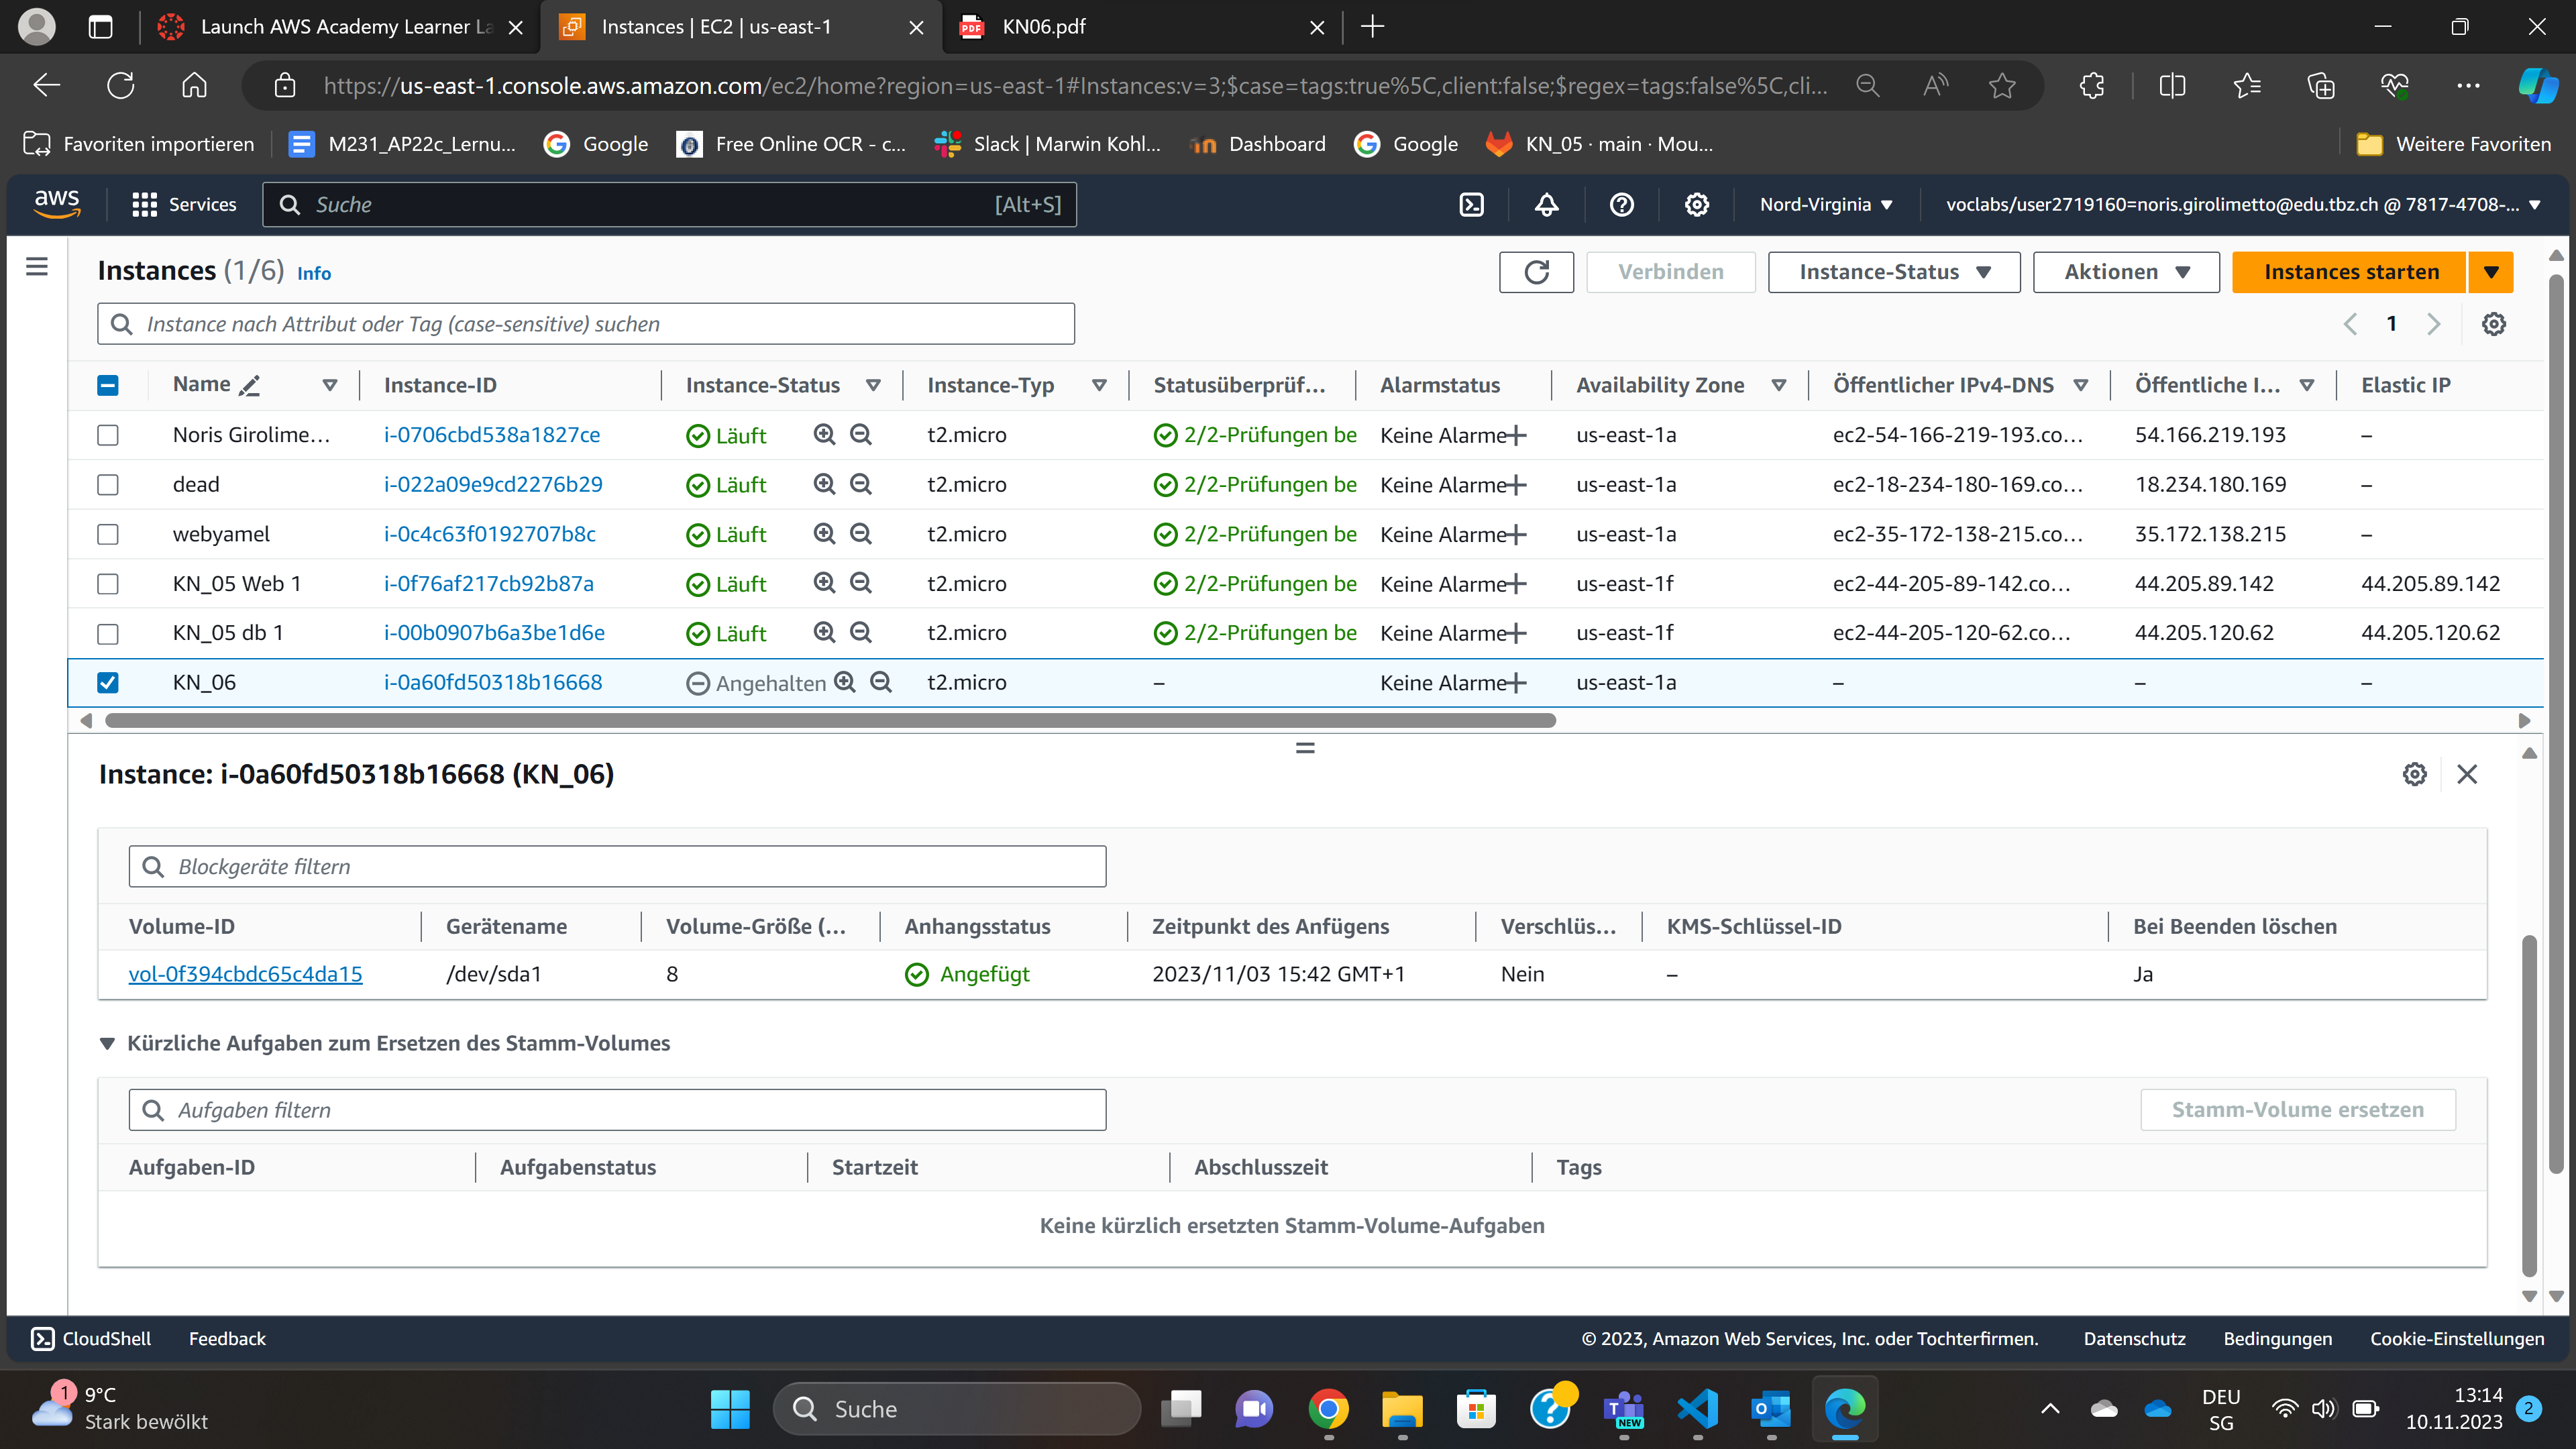 Launch AWS Academy Learner La
Instances | EC2 | us-east-1
KN06.pdf
https://us-east-1.console.aws.amazon.com/ec2/home?region=us-east-1#Instances:v=3;$case=tags:true%5C,client:false;$regex=tags:false%5C,cli...
Favoriten importieren
M231_AP22c_Lernu...
Google
Free Online OCR - c...
Slack | Marwin Kohl...
Dashboard
Google
KN_05 · main · Mou...
Weitere Favoriten
aws
Services
Suche [Alt+S]
Nord-Virginia
voclabs/user2719160=noris.girolimetto@edu.tbz.ch @ 7817-4708-...
Instances (1/6) Info
Verbinden
Instance-Status
Aktionen
Instances starten
Instance nach Attribut oder Tag (case-sensitive) suchen
1
Name Instance-ID Instance-Status Instance-Typ Statusüberprüf... Alarmstatus Availability Zone Öffentlicher IPv4-DNS Öffentliche I... Elastic IP
Noris Girolime... i-0706cbd538a1827ce Läuft t2.micro 2/2-Prüfungen be Keine Alarme us-east-1a ec2-54-166-219-193.co... 54.166.219.193 –
dead i-022a09e9cd2276b29 Läuft t2.micro 2/2-Prüfungen be Keine Alarme us-east-1a ec2-18-234-180-169.co... 18.234.180.169 –
webyamel i-0c4c63f0192707b8c Läuft t2.micro 2/2-Prüfungen be Keine Alarme us-east-1a ec2-35-172-138-215.co... 35.172.138.215 –
KN_05 Web 1 i-0f76af217cb92b87a Läuft t2.micro 2/2-Prüfungen be Keine Alarme us-east-1f ec2-44-205-89-142.co... 44.205.89.142 44.205.89.142
KN_05 db 1 i-00b0907b6a3be1d6e Läuft t2.micro 2/2-Prüfungen be Keine Alarme us-east-1f ec2-44-205-120-62.co... 44.205.120.62 44.205.120.62
KN_06 i-0a60fd50318b16668 Angehalten t2.micro – Keine Alarme us-east-1a – – –
Instance: i-0a60fd50318b16668 (KN_06)
Blockgeräte filtern
Volume-ID Gerätename Volume-Größe (... Anhangsstatus Zeitpunkt des Anfügens Verschlüs... KMS-Schlüssel-ID Bei Beenden löschen
vol-0f394cbdc65c4da15 /dev/sda1 8 Angefügt 2023/11/03 15:42 GMT+1 Nein – Ja
Kürzliche Aufgaben zum Ersetzen des Stamm-Volumes
Aufgaben filtern
Stamm-Volume ersetzen
Aufgaben-ID Aufgabenstatus Startzeit Abschlusszeit Tags
Keine kürzlich ersetzten Stamm-Volume-Aufgaben
CloudShell Feedback © 2023, Amazon Web Services, Inc. oder Tochterfirmen. Datenschutz Bedingungen Cookie-Einstellungen
1
9°C
Stark bewölkt
Suche
NEW
DEU
SG
13:14
10.11.2023
2